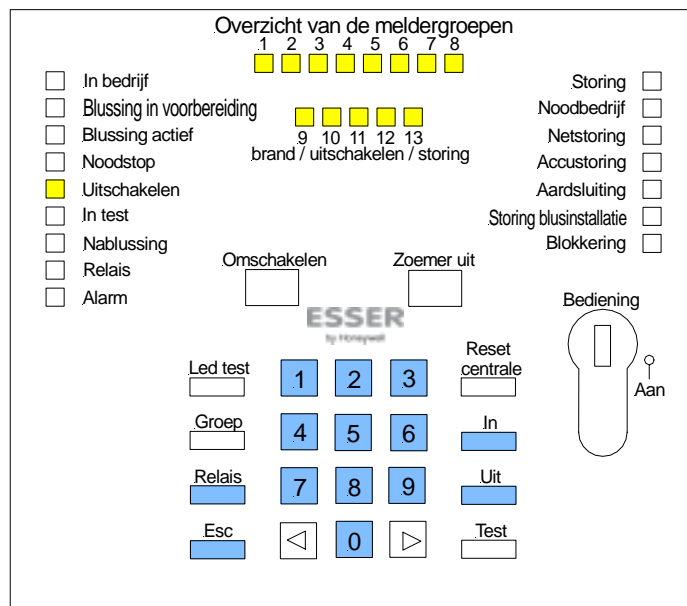 Overzicht van de meldergroepen
1 2 3 4 5 6 7 8
9 10 11 12 13
brand / uitschakelen / storing
In bedrijf
Blussing in voorbereiding
Blussing actief
Noodstop
Uitschakelen
In test
Nablussing
Relais
Alarm
Storing
Noodbedrijf
Netstoring
Accustoring
Aardsluiting
Storing blusinstallatie
Blokkering
Omschakelen
Zoemer uit
ESSER
by Honeywell
Bediening
Aan
Led test
1 2 3
Reset
centrale
Groep
4 5 6
In
Relais
7 8 9
Uit
Esc
0
Test